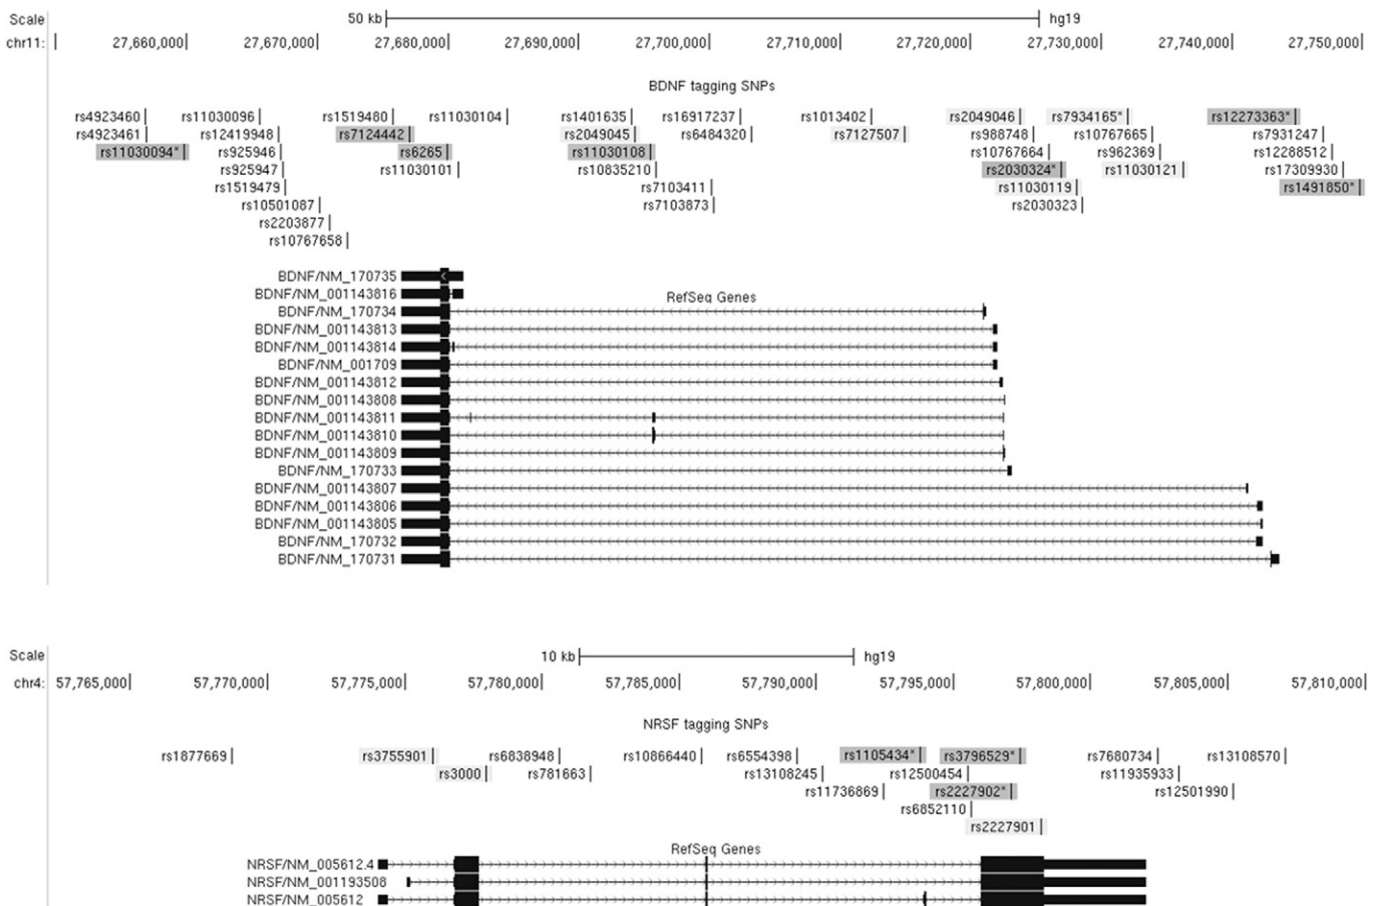 Scale 50 kb hg19
chr11: 27,660,000 27,670,000 27,680,000 27,690,000 27,700,000 27,710,000 27,720,000 27,730,000 27,740,000 27,750,000
BDNF tagging SNPs
rs4923460 rs11030096 rs1519480 rs11030104 rs1401635 rs16917237 rs1013402 rs2049046 rs7934165* rs12273363*
rs4923461 rs12419948 rs7124442 rs2049045 rs6484320 rs7127507 rs988748 rs10767665 rs7931247
rs11030094* rs925946 rs6265 rs11030108 rs10767664 rs962369 rs12288512
rs925947 rs11030101 rs10835210 rs2030324* rs11030121 rs17309930
rs1519479 rs7103411 rs11030119 rs1491850*
rs10501087 rs7103873 rs2030323
rs2203877
rs10767658
BDNF/NM_170735
BDNF/NM_001143816
RefSeq Genes
BDNF/NM_170734
BDNF/NM_001143813
BDNF/NM_001143814
BDNF/NM_001709
BDNF/NM_001143812
BDNF/NM_001143808
BDNF/NM_001143811
BDNF/NM_001143810
BDNF/NM_001143809
BDNF/NM_170733
BDNF/NM_001143807
BDNF/NM_001143806
BDNF/NM_001143805
BDNF/NM_170732
BDNF/NM_170731
Scale 10 kb hg19
chr4: 57,765,000 57,770,000 57,775,000 57,780,000 57,785,000 57,790,000 57,795,000 57,800,000 57,805,000 57,810,000
NRSF tagging SNPs
rs1877669 rs3755901 rs6838948 rs10866440 rs6554398 rs1105434* rs3796529* rs7680734 rs13108570
rs3000 rs781663 rs13108245 rs12500454 rs11935933
rs11736869 rs2227902* rs12501990
rs6852110
rs2227901
RefSeq Genes
NRSF/NM_005612.4
NRSF/NM_001193508
NRSF/NM_005612